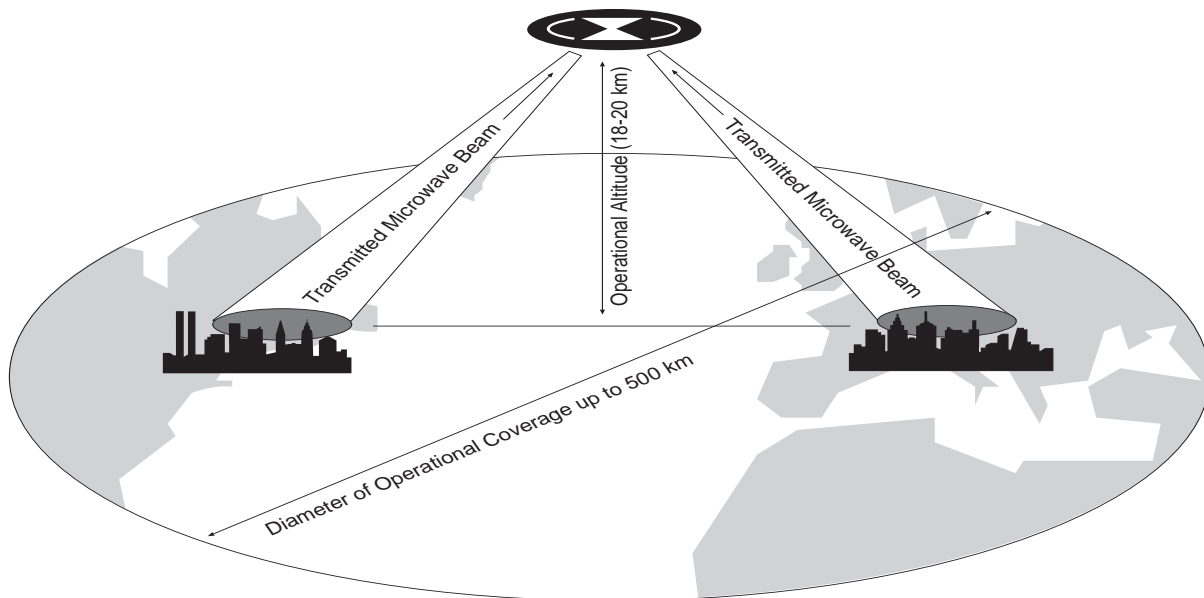 Transmitted Microwave Beam
Operational Altitude (18-20 km)
Transmitted Microwave Beam
Diameter of Operational Coverage up to 500 km